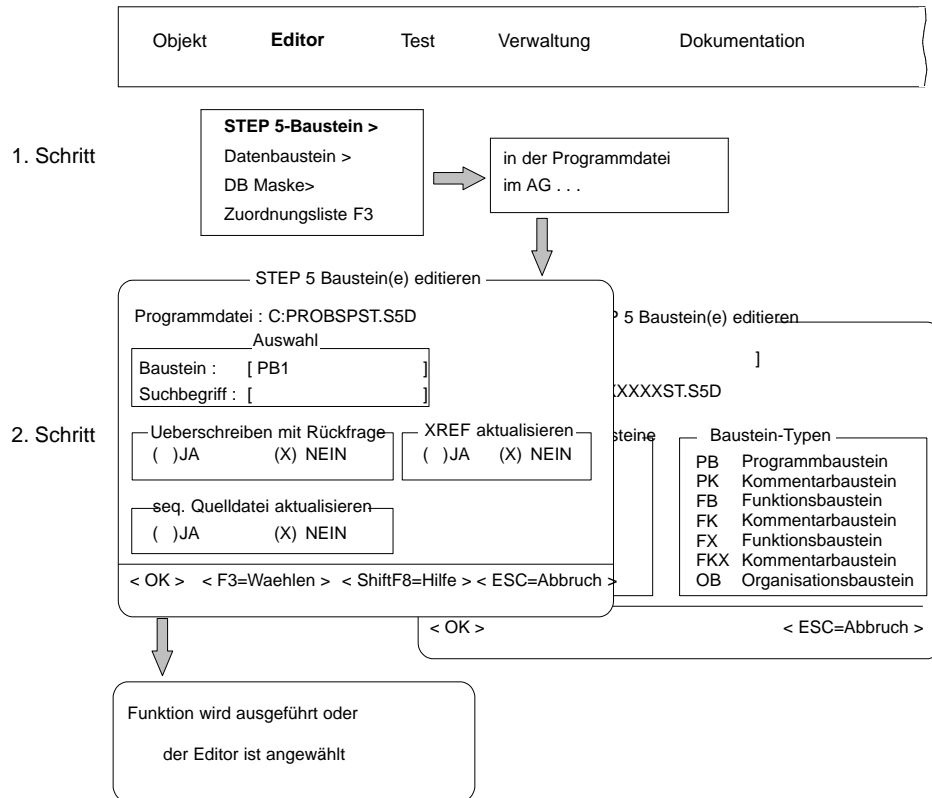 Objekt Editor Test Verwaltung Dokumentation
1. Schritt
STEP 5-Baustein >
Datenbaustein >
DB Maske>
Zuordnungsliste F3
in der Programmdatei
im AG . . .
STEP 5 Baustein(e) editieren
Programmdatei : C:PROBSPST.S5D
Auswahl
Baustein : [ PB1 ]
Suchbegriff : [ ]
2. Schritt
Ueberschreiben mit Rückfrage
( )JA (X) NEIN
XREF aktualisieren
( )JA (X) NEIN
seq. Quelldatei aktualisieren
( )JA (X) NEIN
< OK > < F3=Waehlen > < ShiftF8=Hilfe > < ESC=Abbruch >
5 Baustein(e) editieren
]
XXXXST.S5D
steine
Baustein-Typen
PB Programmbaustein
PK Kommentarbaustein
FB Funktionsbaustein
FK Kommentarbaustein
FX Funktionsbaustein
FKX Kommentarbaustein
OB Organisationsbaustein
< OK > < ESC=Abbruch >
Funktion wird ausgeführt oder
der Editor ist angewählt